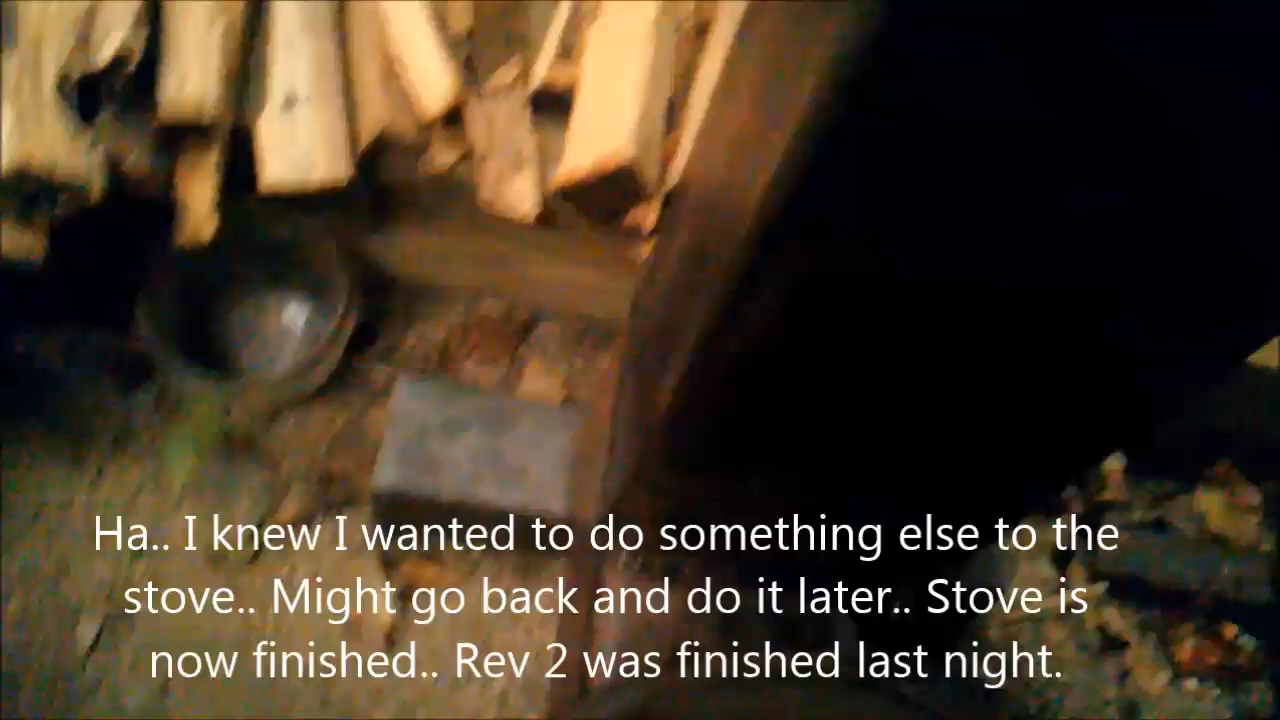 Ha.. I knew I wanted to do something else to the
stove.. Might go back and do it later.. Stove is
now finished.. Rev 2 was finished last night.